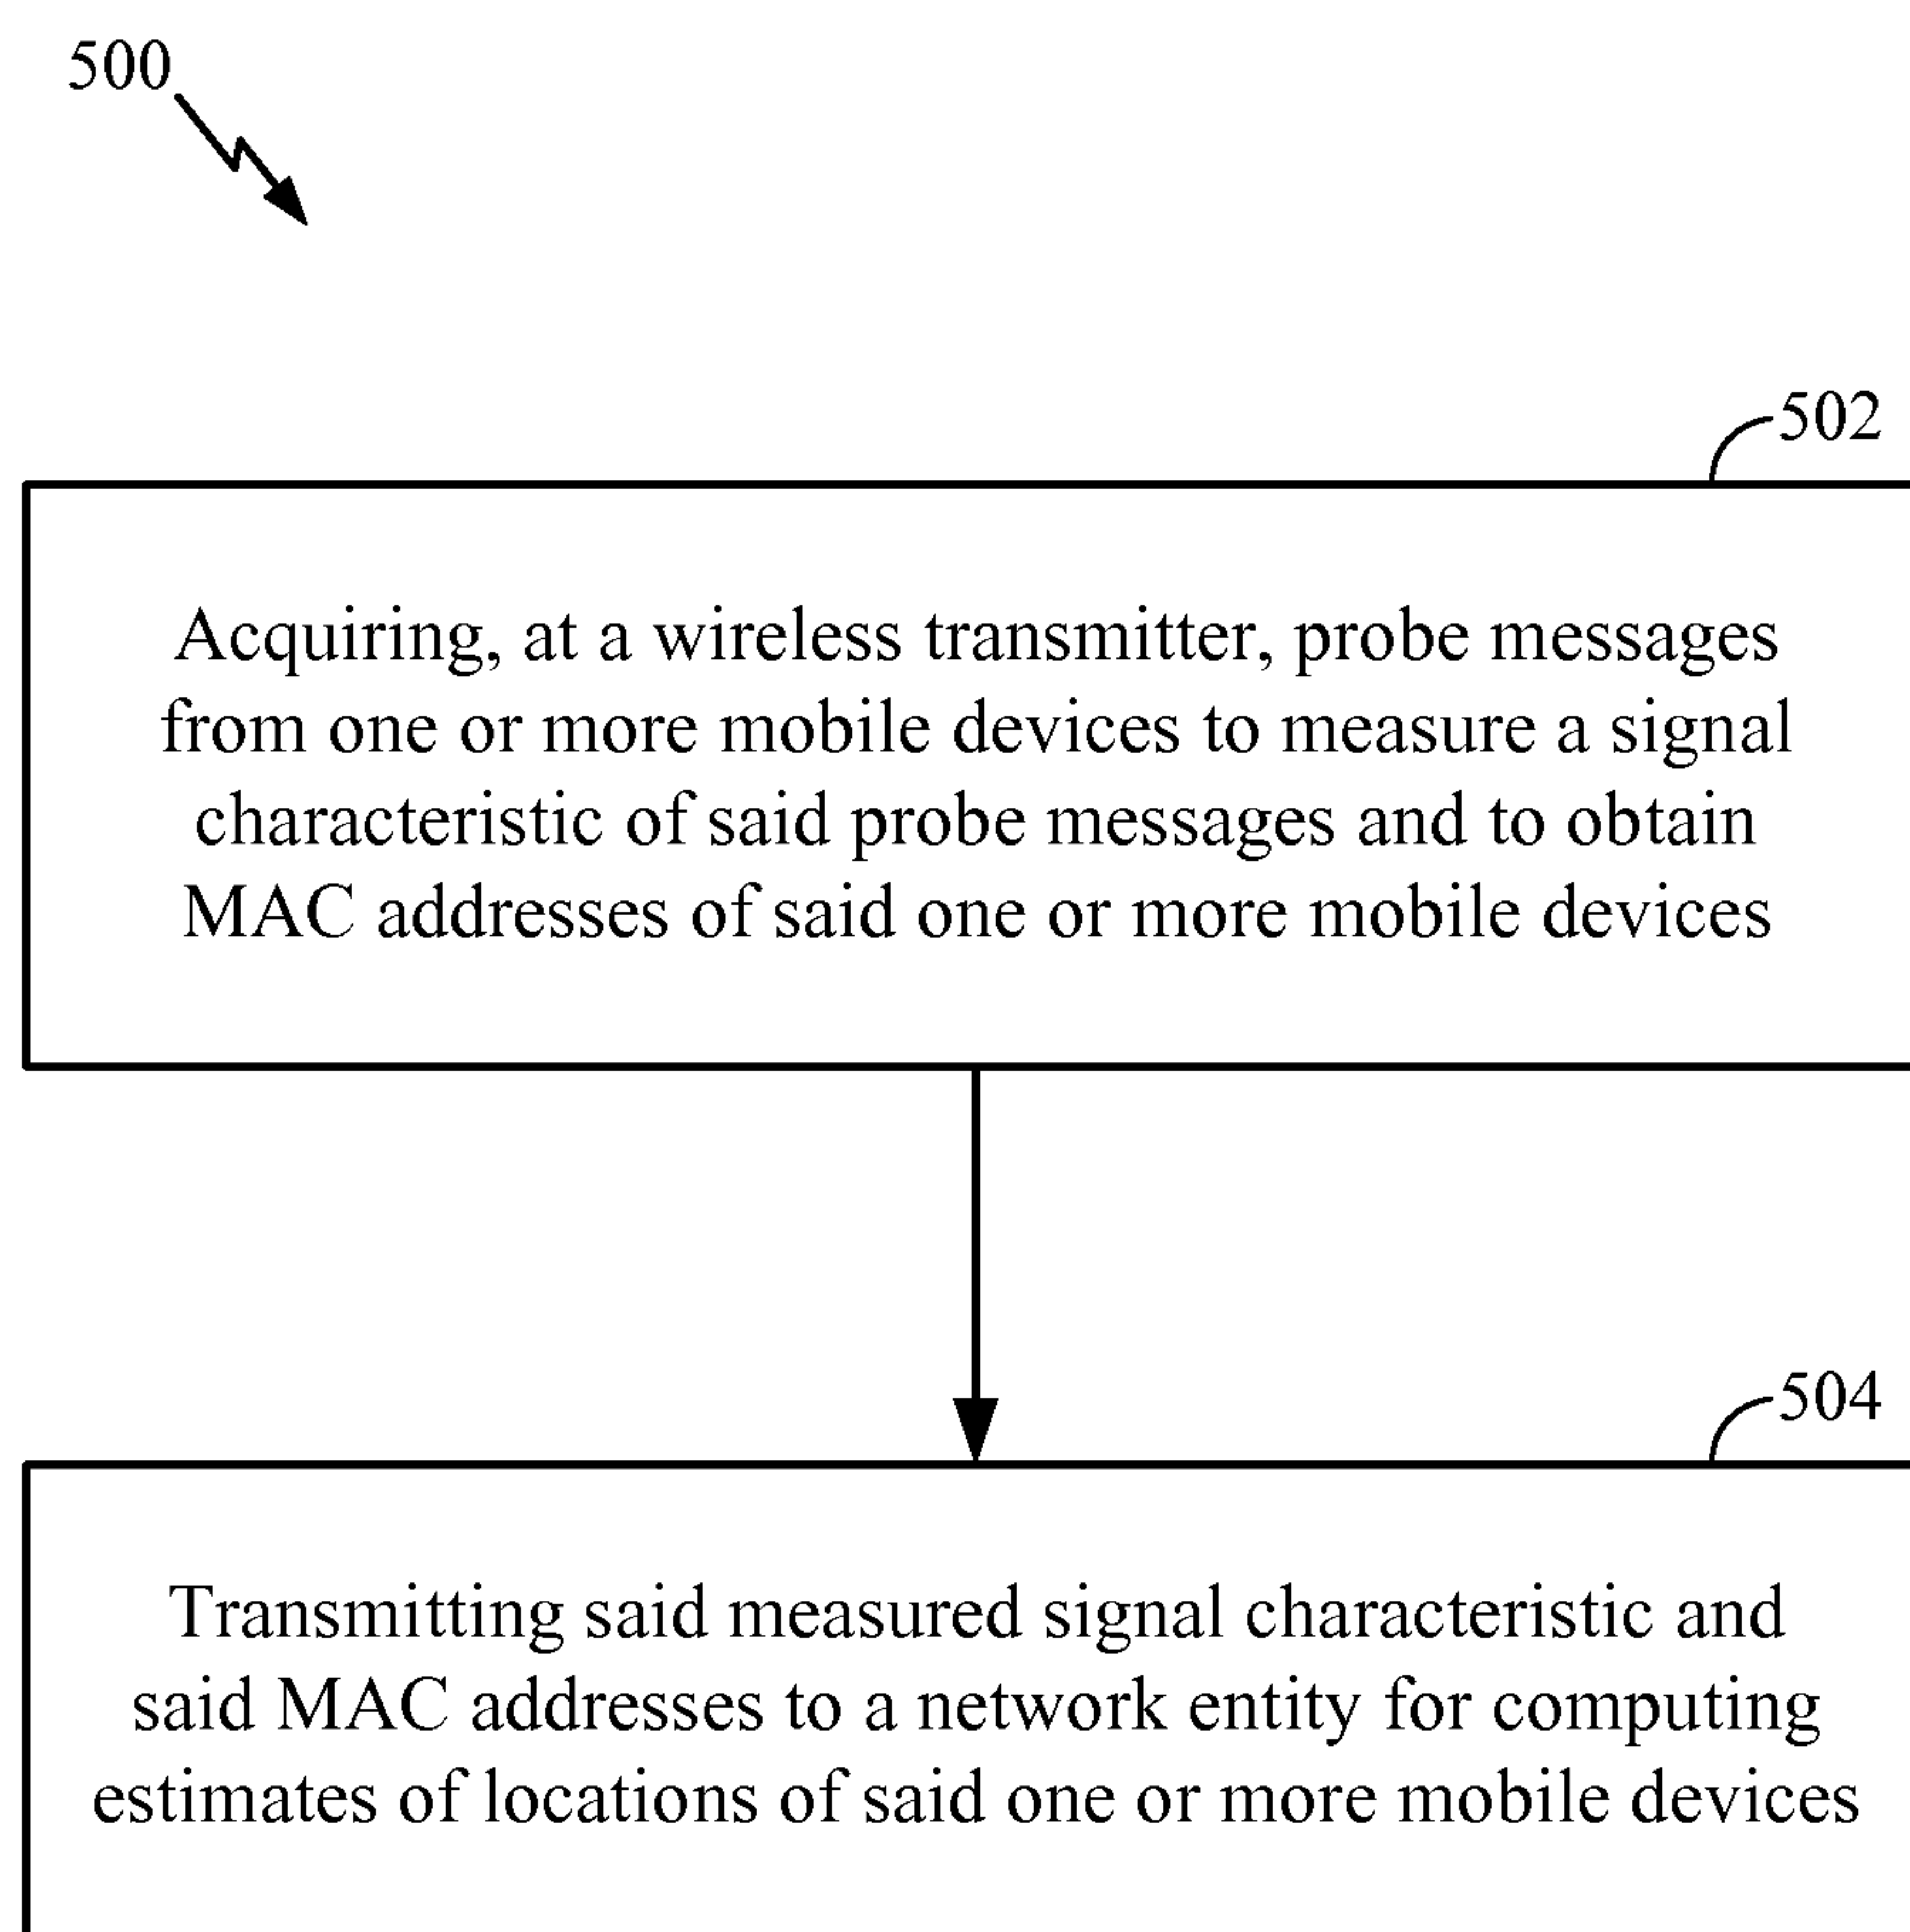 500
502
Acquiring, at a wireless transmitter, probe messages
from one or more mobile devices to measure a signal
characteristic of said probe messages and to obtain
MAC addresses of said one or more mobile devices
504
Transmitting said measured signal characteristic and
said MAC addresses to a network entity for computing
estimates of locations of said one or more mobile devices